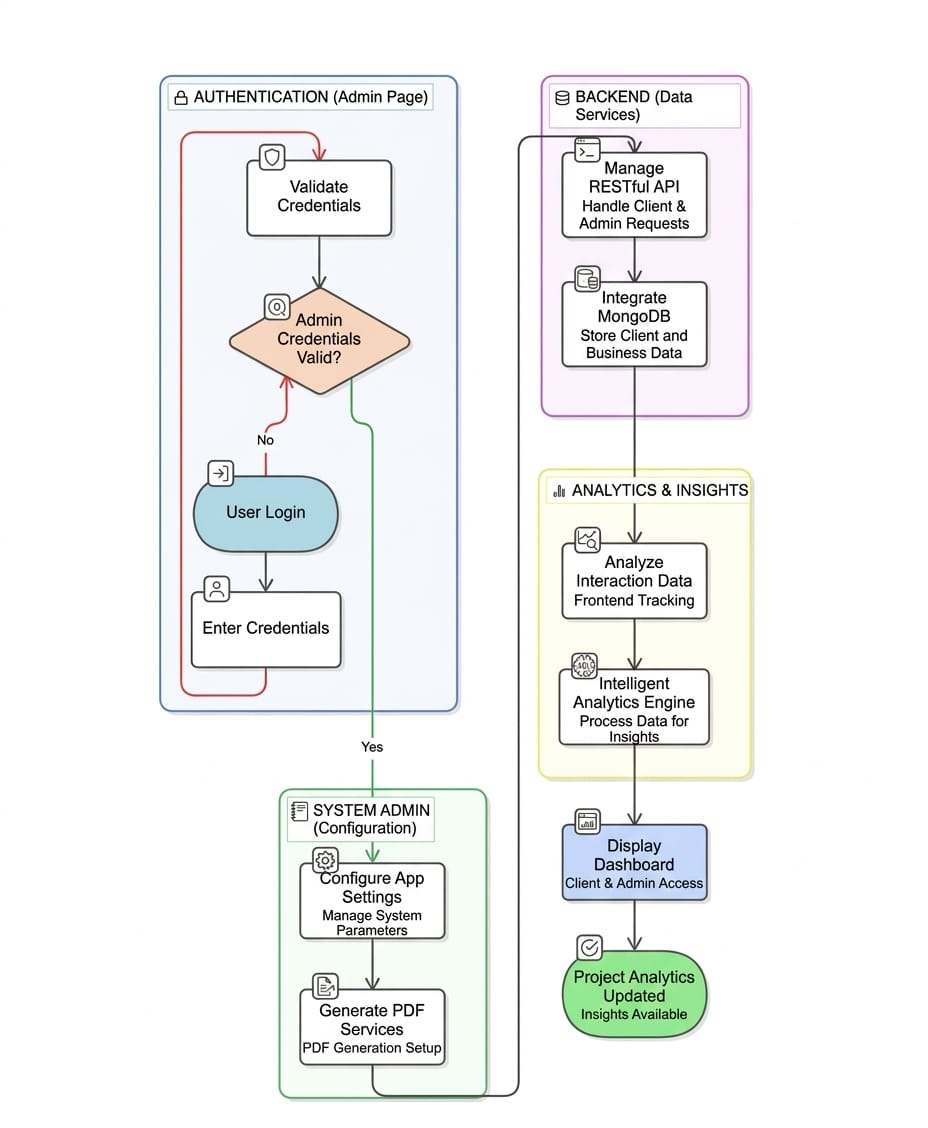 AUTHENTICATION (Admin Page)
Validate
Credentials
Admin
Credentials
Valid?
No
User Login
Enter Credentials
Yes
SYSTEM ADMIN
(Configuration)
Configure App
Settings
Manage System
Parameters
Generate PDF
Services
PDF Generation Setup
BACKEND (Data
Services)
Manage
RESTful API
Handle Client &
Admin Requests
Integrate
MongoDB
Store Client and
Business Data
ANALYTICS & INSIGHTS
Analyze
Interaction Data
Frontend Tracking
Intelligent
Analytics Engine
Process Data for
Insights
Display
Dashboard
Client & Admin Access
Project Analytics
Updated
Insights Available